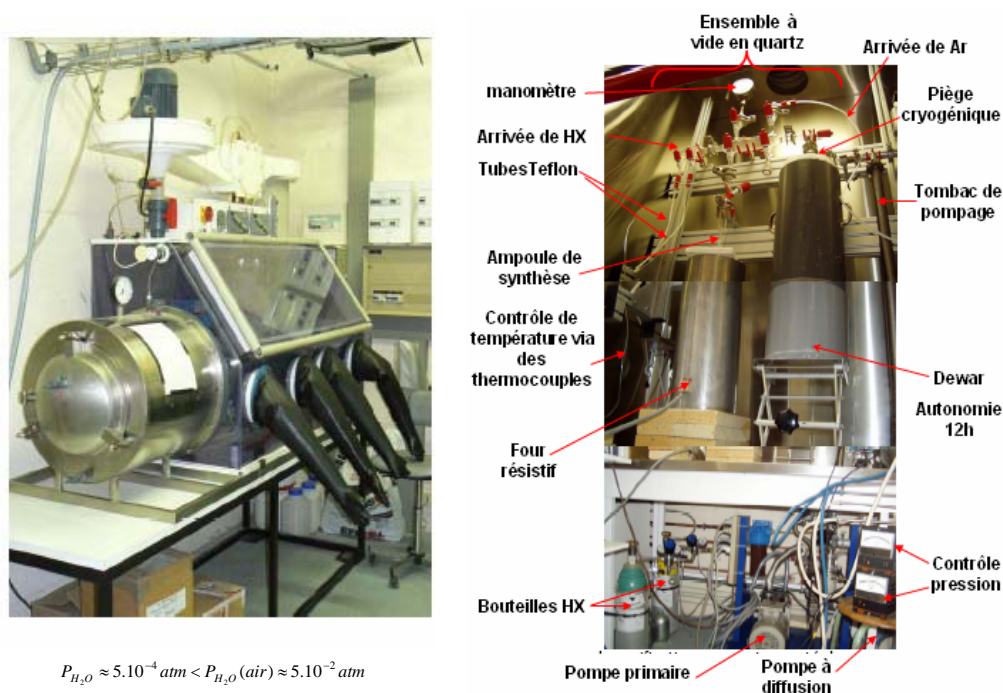 Ensemble à
vide en quartz
Arrivée de Ar
manomètre
Piège
cryogénique
Arrivée de HX
TubesTeflon
Tombac de
pompage
Ampoule de
synthèse
Contrôle de
température via
des
thermocouples
Dewar
Autonomie
12h
Four
résistif
Contrôle
pression
Bouteilles HX
Pompe primaire
Pompe à
diffusion
P_{H_2O} ≈ 5.10^{-4} atm < P_{H_2O}(air) ≈ 5.10^{-2} atm